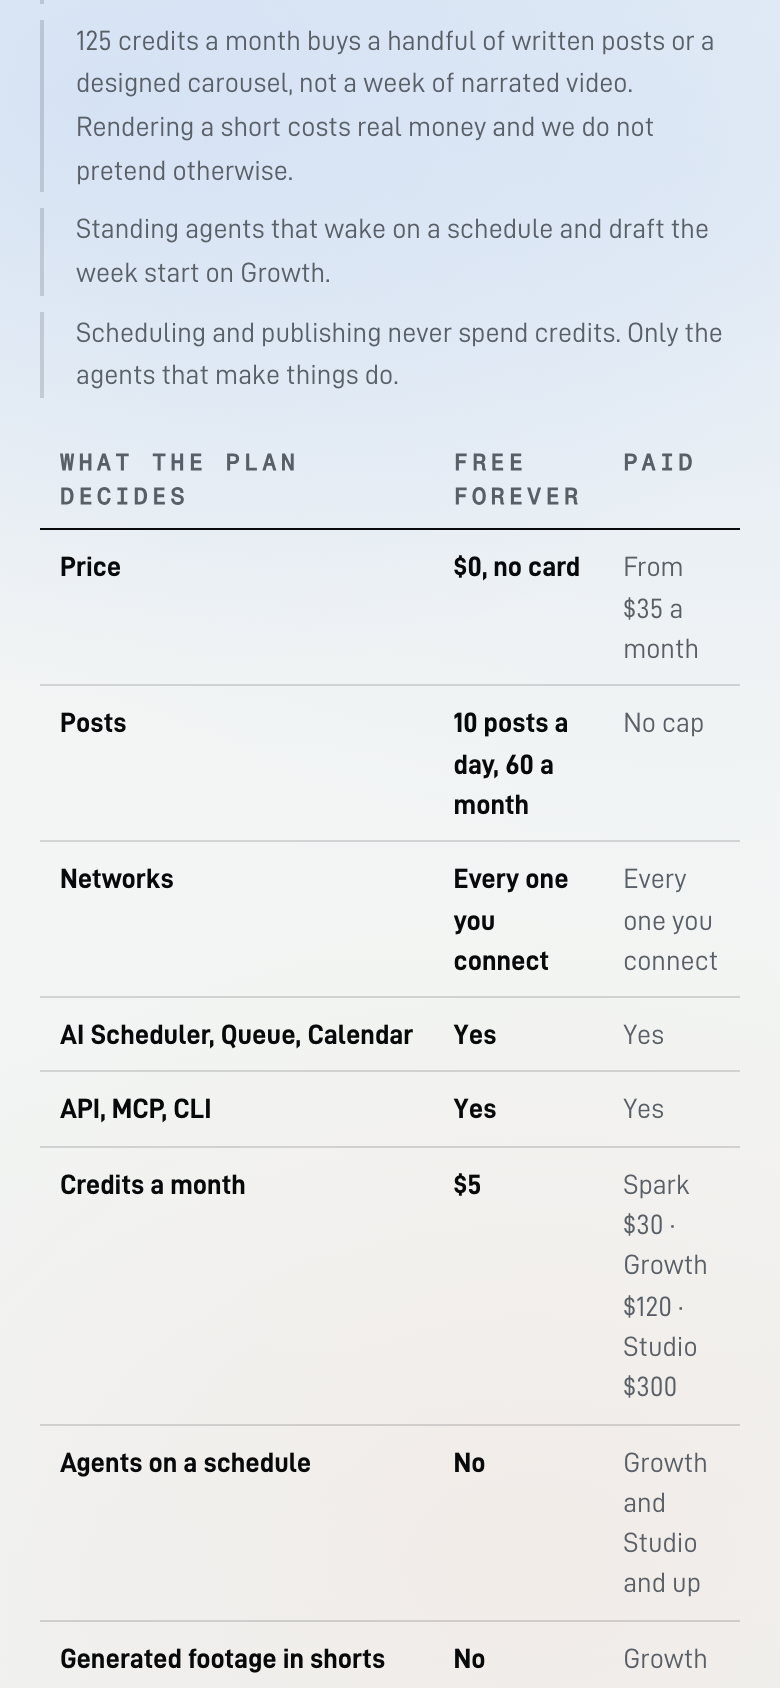 125 credits a month buys a handful of written posts or a
designed carousel, not a week of narrated video.
Rendering a short costs real money and we do not
pretend otherwise.
Standing agents that wake on a schedule and draft the
week start on Growth.
Scheduling and publishing never spend credits. Only the
agents that make things do.
WHAT THE PLAN
DECIDES
FREE
FOREVER
PAID
Price
$0, no card
From
$35 a
month
Posts
10 posts a
day, 60 a
month
No cap
Networks
Every one
you
connect
Every
one you
connect
AI Scheduler, Queue, Calendar
Yes
Yes
API, MCP, CLI
Yes
Yes
Credits a month
$5
Spark
$30 ·
Growth
$120 ·
Studio
$300
Agents on a schedule
No
Growth
and
Studio
and up
Generated footage in shorts
No
Growth